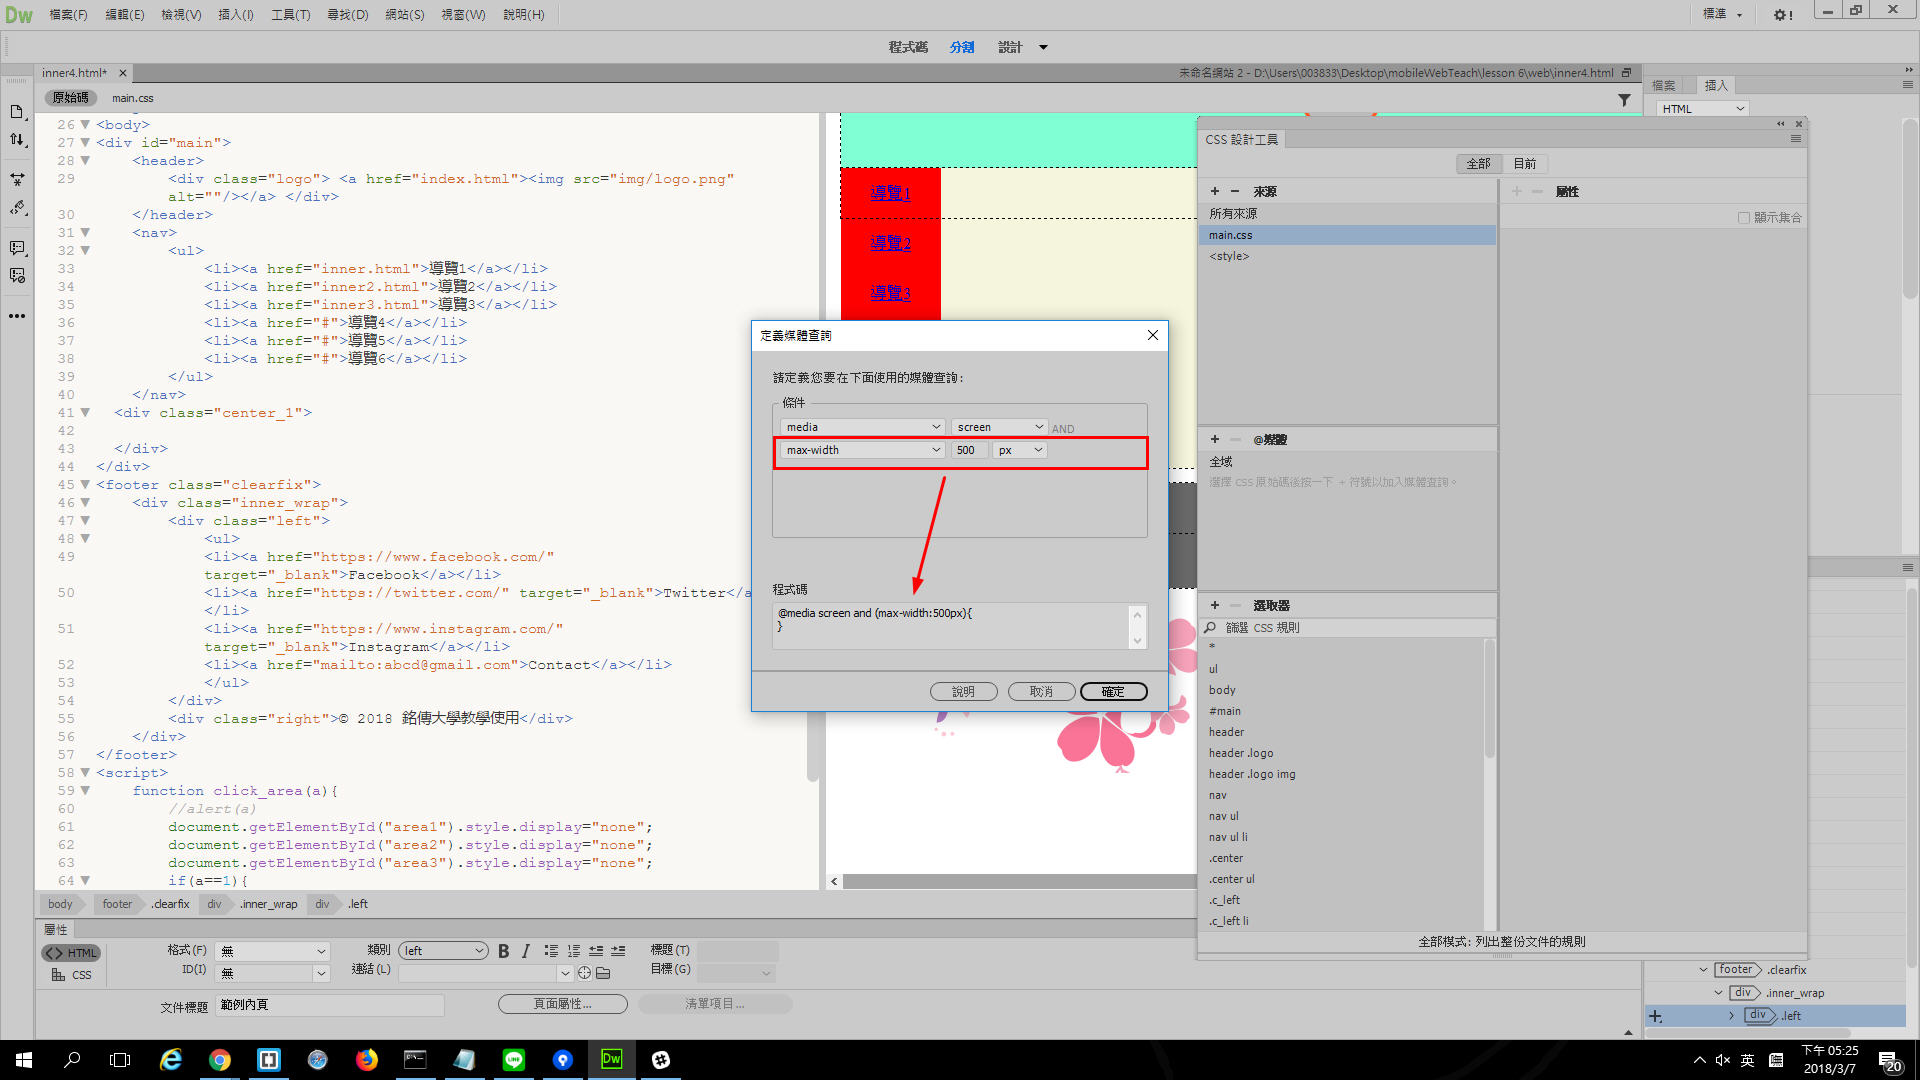 Dw 檔案(F) 編輯(E) 檢視(V) 插入(I) 工具(T) 尋找(D) 網站(S) 視窗(W) 說明(H) 標準
程式碼 分割 設計
inner4.html* 未命名網站 2 - D:\Users\003833\Desktop\mobileWebTeach\lesson 6\web\inner4.html
原始碼 main.css
26 <body>
27 <div id="main">
28 <header>
29 <div class="logo"> <a href="index.html"><img src="img/logo.png"
alt=""/></a> </div>
30 </header>
31 <nav>
32 <ul>
33 <li><a href="inner.html">導覽1</a></li>
34 <li><a href="inner2.html">導覽2</a></li>
35 <li><a href="inner3.html">導覽3</a></li>
36 <li><a href="#">導覽4</a></li>
37 <li><a href="#">導覽5</a></li>
38 <li><a href="#">導覽6</a></li>
39 </ul>
40 </nav>
41 <div class="center_1">
42
43 </div>
44 </div>
45 <footer class="clearfix">
46 <div class="inner_wrap">
47 <div class="left">
48 <ul>
49 <li><a href="https://www.facebook.com/"
target="_blank">Facebook</a></li>
50 <li><a href="https://twitter.com/" target="_blank">Twitter</a
</li>
51 <li><a href="https://www.instagram.com/"
target="_blank">Instagram</a></li>
52 <li><a href="mailto:abcd@gmail.com">Contact</a></li>
53 </ul>
54 </div>
55 <div class="right">© 2018 銘傳大學教學使用</div>
56 </div>
57 </footer>
58 <script>
59 function click_area(a){
60 //alert(a)
61 document.getElementById("area1").style.display="none";
62 document.getElementById("area2").style.display="none";
63 document.getElementById("area3").style.display="none";
64 if(a==1){
導覽1
導覽2
導覽3
定義媒體查詢
請定義您要在下面使用的媒體查詢:
條件
media screen AND
max-width 500 px
程式碼
@media screen and (max-width:500px){
}
說明 取消 確定
檔案 插入
HTML
CSS 設計工具
全部 目前
來源
所有來源
main.css
<style>
屬性
顯示集合
@媒體
全域
選擇 CSS 原始碼後按一下 + 符號以加入媒體查詢。
選取器
篩選 CSS 規則
*
ul
body
#main
header
header .logo
header .logo img
nav
nav ul
nav ul li
.center
.center ul
.c_left
.c_left li
全部模式: 列出整份文件的規則
footer .clearfix
div .inner_wrap
div .left
body footer .clearfix div .inner_wrap div .left
屬性
<> HTML 格式(F) 無 類別 left B I 標題(T)
CSS ID(I) 無 連結(L) 目標(G)
文件標題 範例內頁 頁面屬性... 清單項目...
Dw 英 下午 05:25
2018/3/7
20